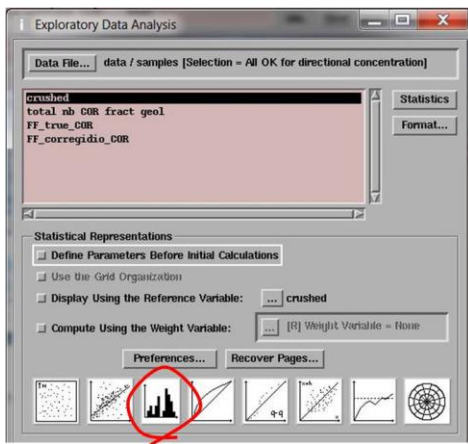 Exploratory Data Analysis
Data File... data / samples [Selection = All OK for directional concentration]
crushed
total nb COR fract geol
FF_true_COR
FF_corregidio_COR
Statistics
Format...
Statistical Representations
Define Parameters Before Initial Calculations
Use the Grid Organization
Display Using the Reference Variable: ... crushed
Compute Using the Weight Variable: ... [R] Weight Variable = None
Preferences... Recover Pages...
q-q